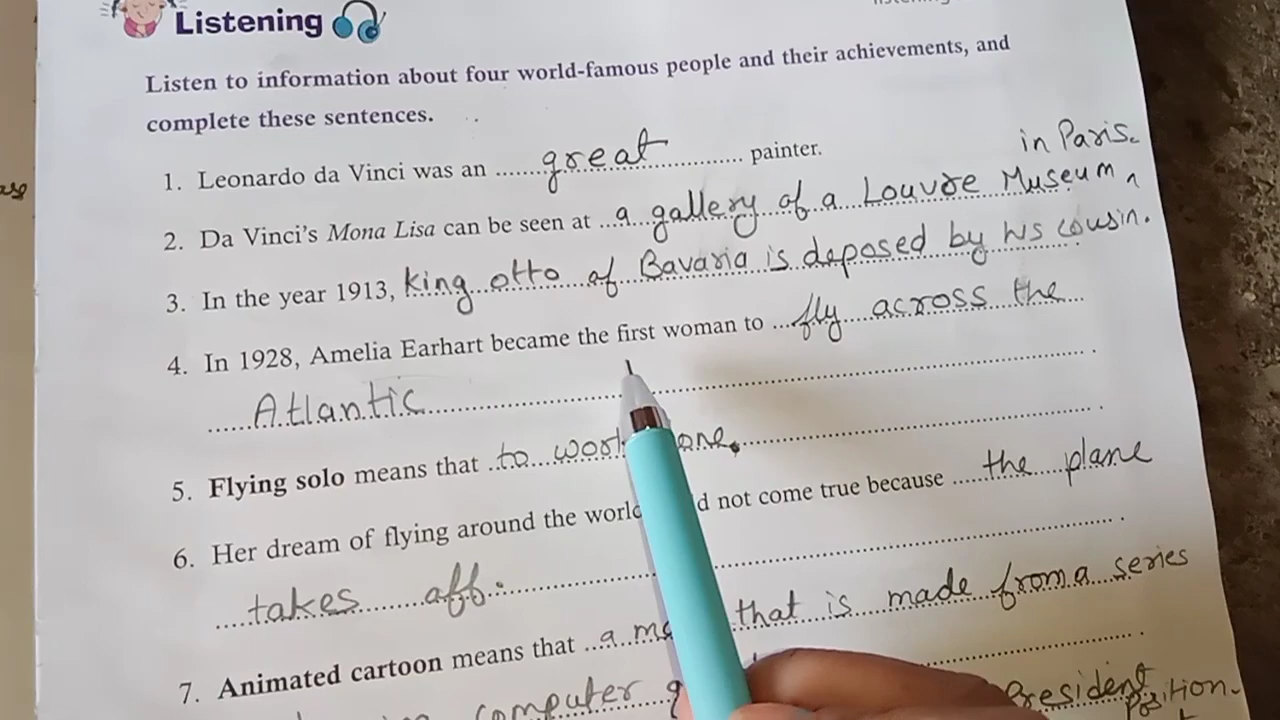 Listening
Listen to information about four world-famous people and their achievements, and
complete these sentences.
1. Leonardo da Vinci was an ......great............ painter.
in Paris.
2. Da Vinci's Mona Lisa can be seen at ...a gallery of a Louvre Museum ^
3. In the year 1913, king otto of Bavaria is deposed by his cousin.
4. In 1928, Amelia Earhart became the first woman to ...fly across the...
......Atlantic............
5. Flying solo means that ...to
6. Her dream of flying around the world not come true because ......the plane
......takes off.............
7. Animated cartoon means that ...a that is made from a series
computer President
Position.